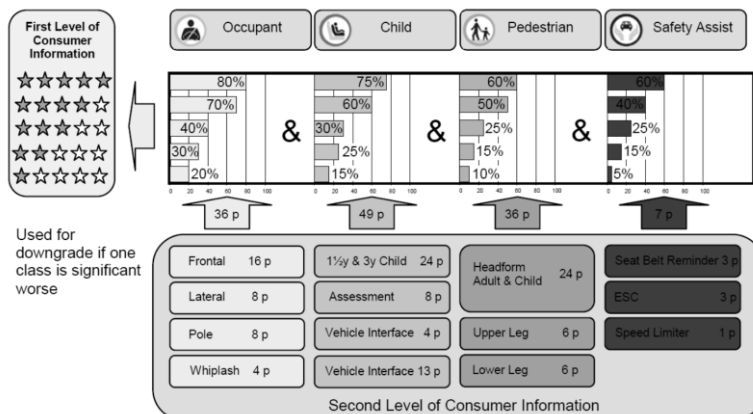 First Level of
Consumer
Information
Occupant
Child
Pedestrian
Safety Assist
80%
70%
40%
30%
20%
0 20 40 60 80 100
&
75%
60%
30%
25%
15%
0 20 40 60 80 100
&
60%
50%
25%
15%
10%
0 20 40 60 80 100
&
60%
40%
25%
15%
5%
0 20 40 60 80 100
36 p
49 p
36 p
7 p
Used for
downgrade if one
class is significant
worse
Frontal 16 p
Lateral 8 p
Pole 8 p
Whiplash 4 p
1½y & 3y Child 24 p
Assessment 8 p
Vehicle Interface 4 p
Vehicle Interface 13 p
Headform
Adult & Child 24 p
Upper Leg 6 p
Lower Leg 6 p
Seat Belt Reminder 3 p
ESC 3 p
Speed Limiter 1 p
Second Level of Consumer Information